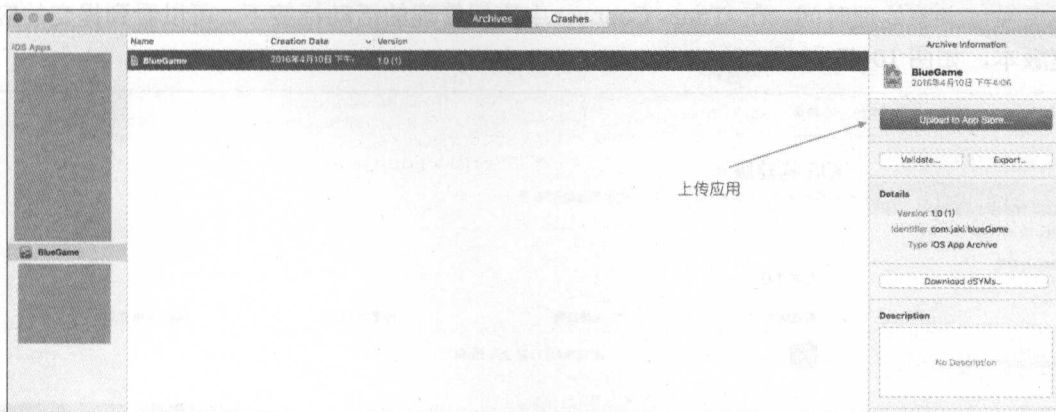 Archives Crashes
iOS Apps
BlueGame
Name Creation Date Version
BlueGame 2016年4月10日 下午 1.0 (1)
上传应用
Archive Information
BlueGame
2016年4月10日 下午4:06
Upload to App Store...
Validate... Export...
Details
Version 1.0 (1)
Identifier com.jaki.blueGame
Type iOS App Archive
Download dSYMs...
Description
No Description